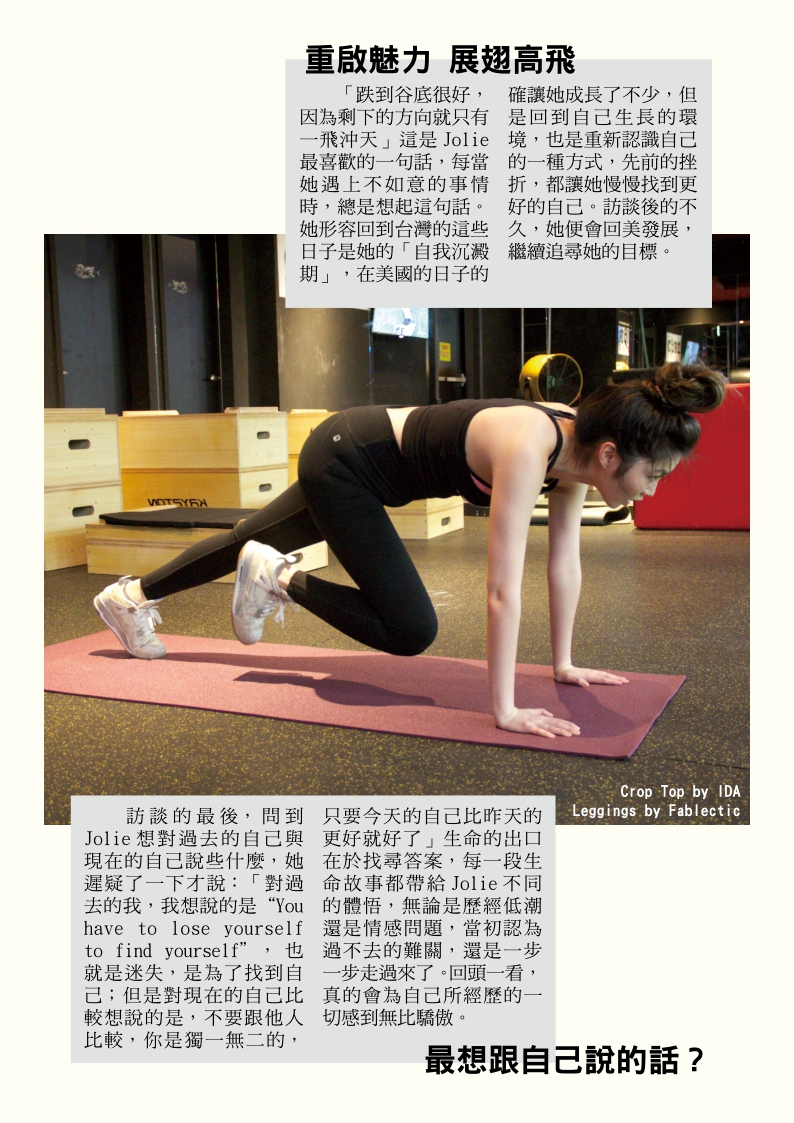 重啟魅力 展翅高飛
「跌到谷底很好，
因為剩下的方向就只有
一飛沖天」這是 Jolie
最喜歡的一句話，每當
她遇上不如意的事情
時，總是想起這句話。
她形容回到台灣的這些
日子是她的「自我沉澱
期」，在美國的日子的
確讓她成長了不少，但
是回到自己生長的環
境，也是重新認識自己
的一種方式，先前的挫
折，都讓她慢慢找到更
好的自己。訪談後的不
久，她便會回美發展，
繼續追尋她的目標。
Crop Top by IDA
Leggings by Fablectic
訪談的最後，問到
Jolie 想對過去的自己與
現在的自己說些什麼，她
遲疑了一下才說：「對過
去的我，我想說的是“You
have to lose yourself
to find yourself”，也
就是迷失，是為了找到自
己；但是對現在的自己比
較想說的是，不要跟他人
比較，你是獨一無二的，
只要今天的自己比昨天的
更好就好了」生命的出口
在於找尋答案，每一段生
命故事都帶給 Jolie 不同
的體悟，無論是歷經低潮
還是情感問題，當初認為
過不去的難關，還是一步
一步走過來了。回頭一看，
真的會為自己所經歷的一
切感到無比驕傲。
最想跟自己說的話？